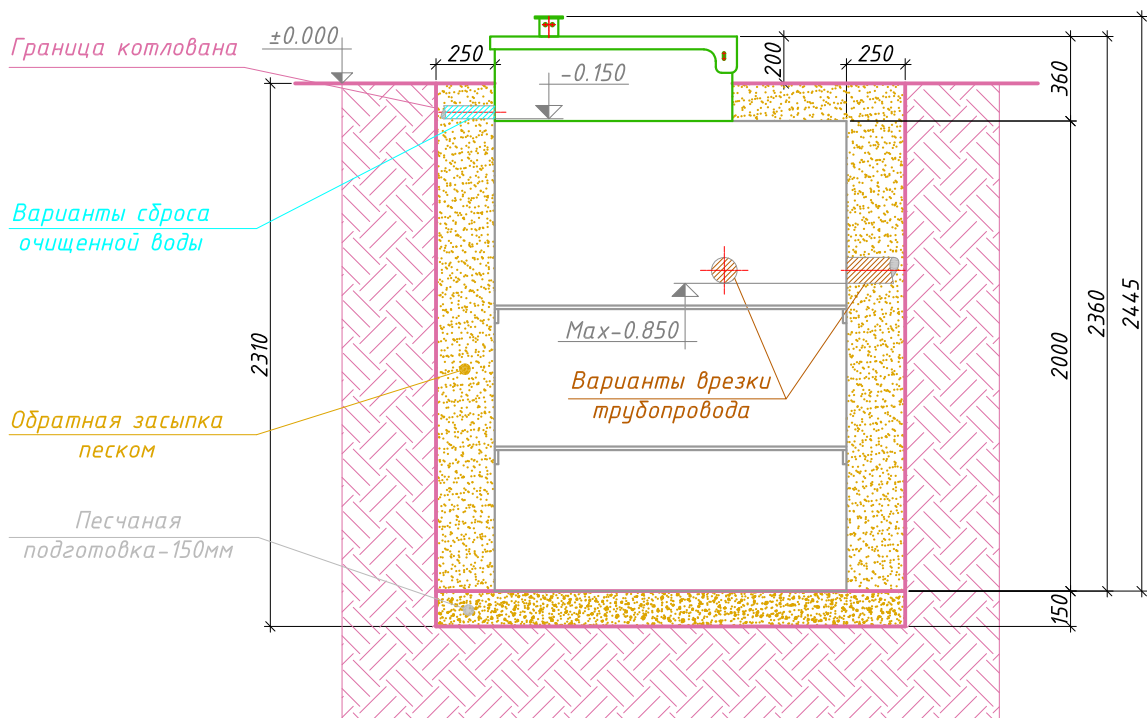 Граница котлована
±0.000
250
-0.150
200
250
360
Варианты сброса
очищенной воды
2310
Max-0.850
2000
2360
2445
Варианты врезки
трубопровода
Обратная засыпка
песком
Песчаная
подготовка-150мм
150